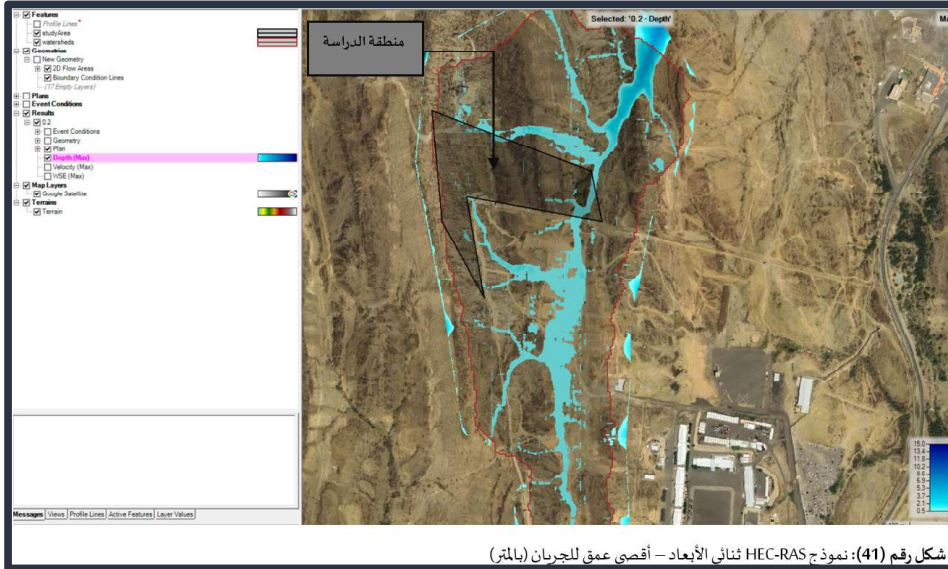 Features
Profile Lines
studyArea
watersheds
Geometries
New Geometry
2D Flow Areas
Boundary Condition Lines
(17 Empty Layers)
Plans
Event Conditions
Results
0.2
Event Conditions
Geometry
Plan
Depth (Max)
Velocity (Max)
WSE (Max)
Map Layers
Google Satellite
Terrains
Terrain
Messages Views Profile Lines Active Features Layer Values
Selected: '0.2 - Depth'
منطقة الدراسة
15.0
13.4
11.8
10.2
8.6
6.9
5.3
3.7
2.1
0.5
شكل رقم (41): نموذج HEC-RAS ثنائي الأبعاد – أقصى عمق للجريان (بالمتر)